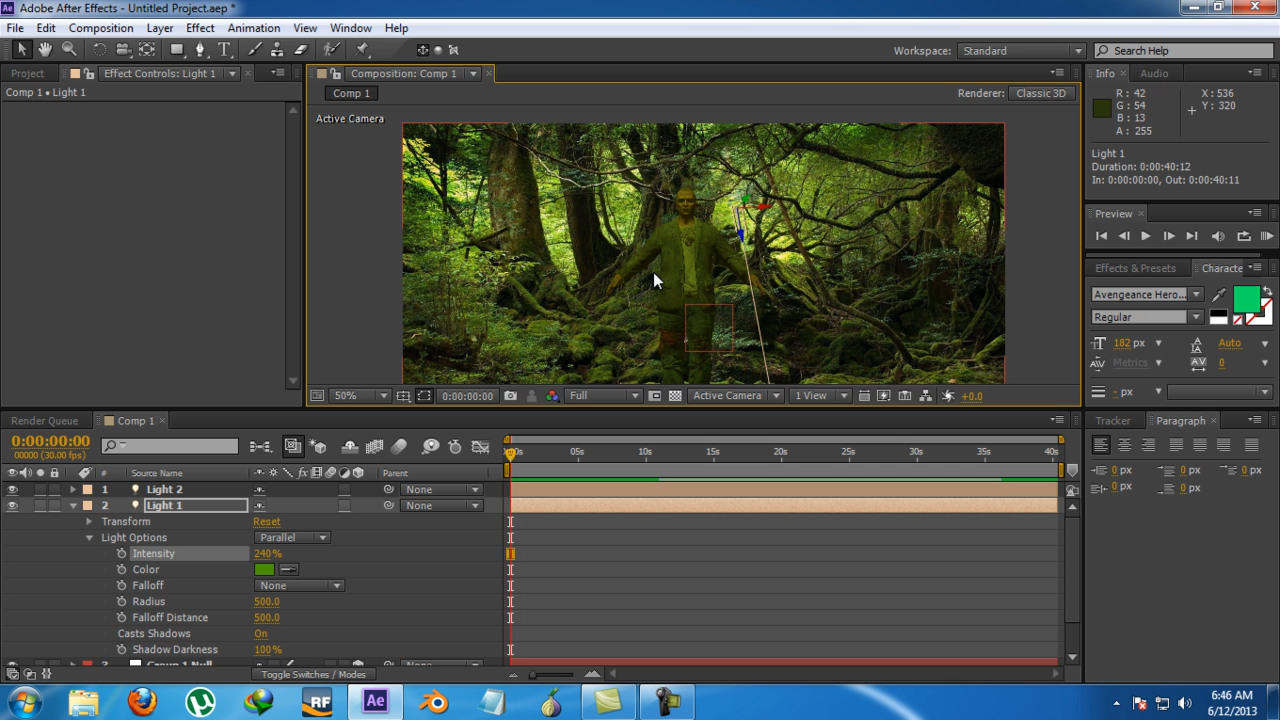 Ae Adobe After Effects - Untitled Project.aep *
File Edit Composition Layer Effect Animation View Window Help
Workspace: Standard Search Help
Project Effect Controls: Light 1 Composition: Comp 1 Info Audio
Comp 1 • Light 1
Comp 1 Renderer: Classic 3D
R : 42 X : 536
G : 54 Y : 320
B : 13
A : 255
Active Camera
Light 1
Duration: 0:00:40:12
In: 0:00:00:00, Out: 0:00:40:11
Preview
Effects & Presets Characte
Avengeance Hero...
Regular
182 px Auto
Metrics 0
- px
50% 0:00:00:00 Full Active Camera 1 View +0.0
Render Queue Comp 1 Tracker Paragraph
0:00:00:00
00000 (30.00 fps)
05s 10s 15s 20s 25s 30s 35s 40s
# Source Name Parent
0 px 0 px 0 px
0 px 0 px
1 Light 2 None
2 Light 1 None
Transform Reset
Light Options Parallel
Intensity 240 %
Color
Falloff None
Radius 500.0
Falloff Distance 500.0
Casts Shadows On
Shadow Darkness 100 %
3 Group 1 Null None
Toggle Switches / Modes
RF Ae
6:46 AM
6/12/2013